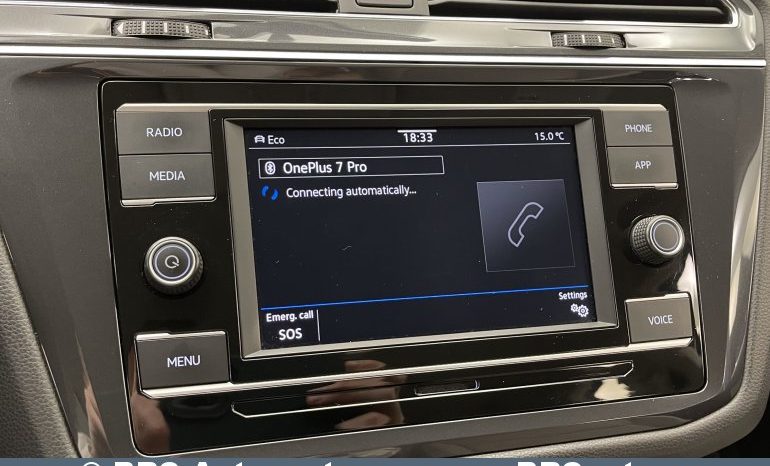 RADIO
MEDIA
MENU
PHONE
APP
VOICE
Eco 18:33 15.0 °C
OnePlus 7 Pro
Connecting automatically...
Settings
Emerg. call
SOS